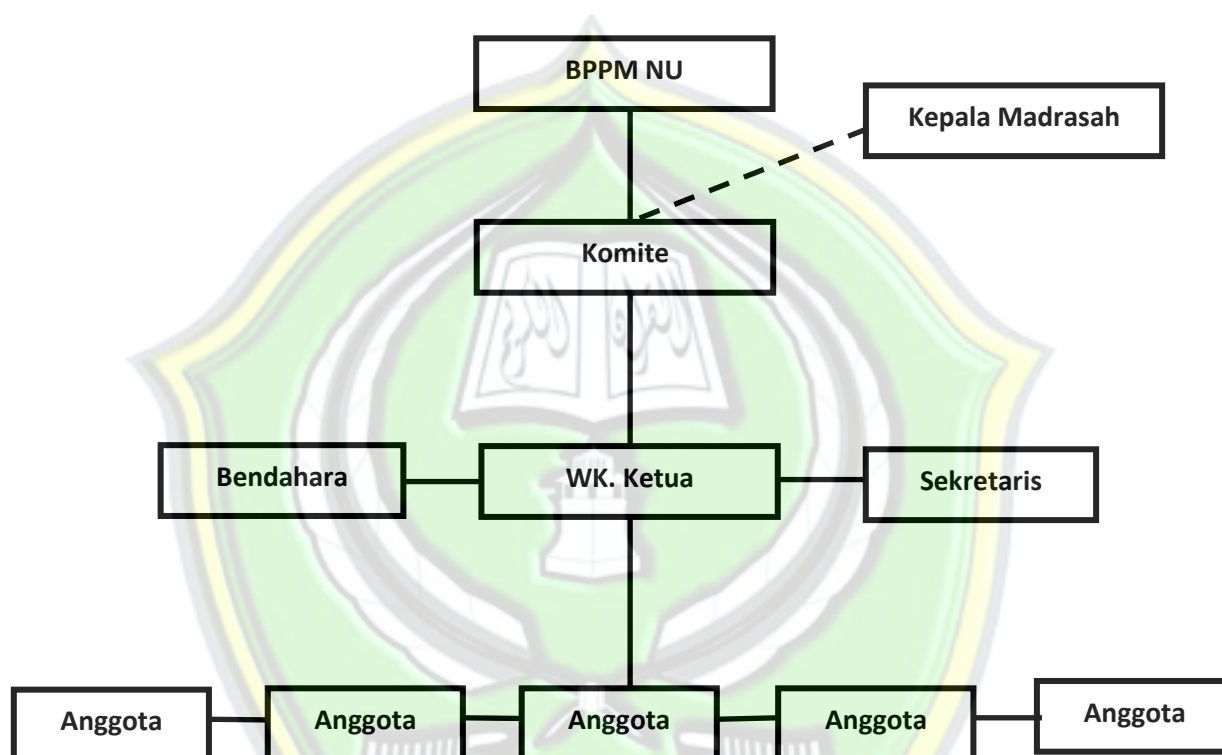 BPPM NU
Kepala Madrasah
Komite
Bendahara
WK. Ketua
Sekretaris
Anggota
Anggota
Anggota
Anggota
Anggota